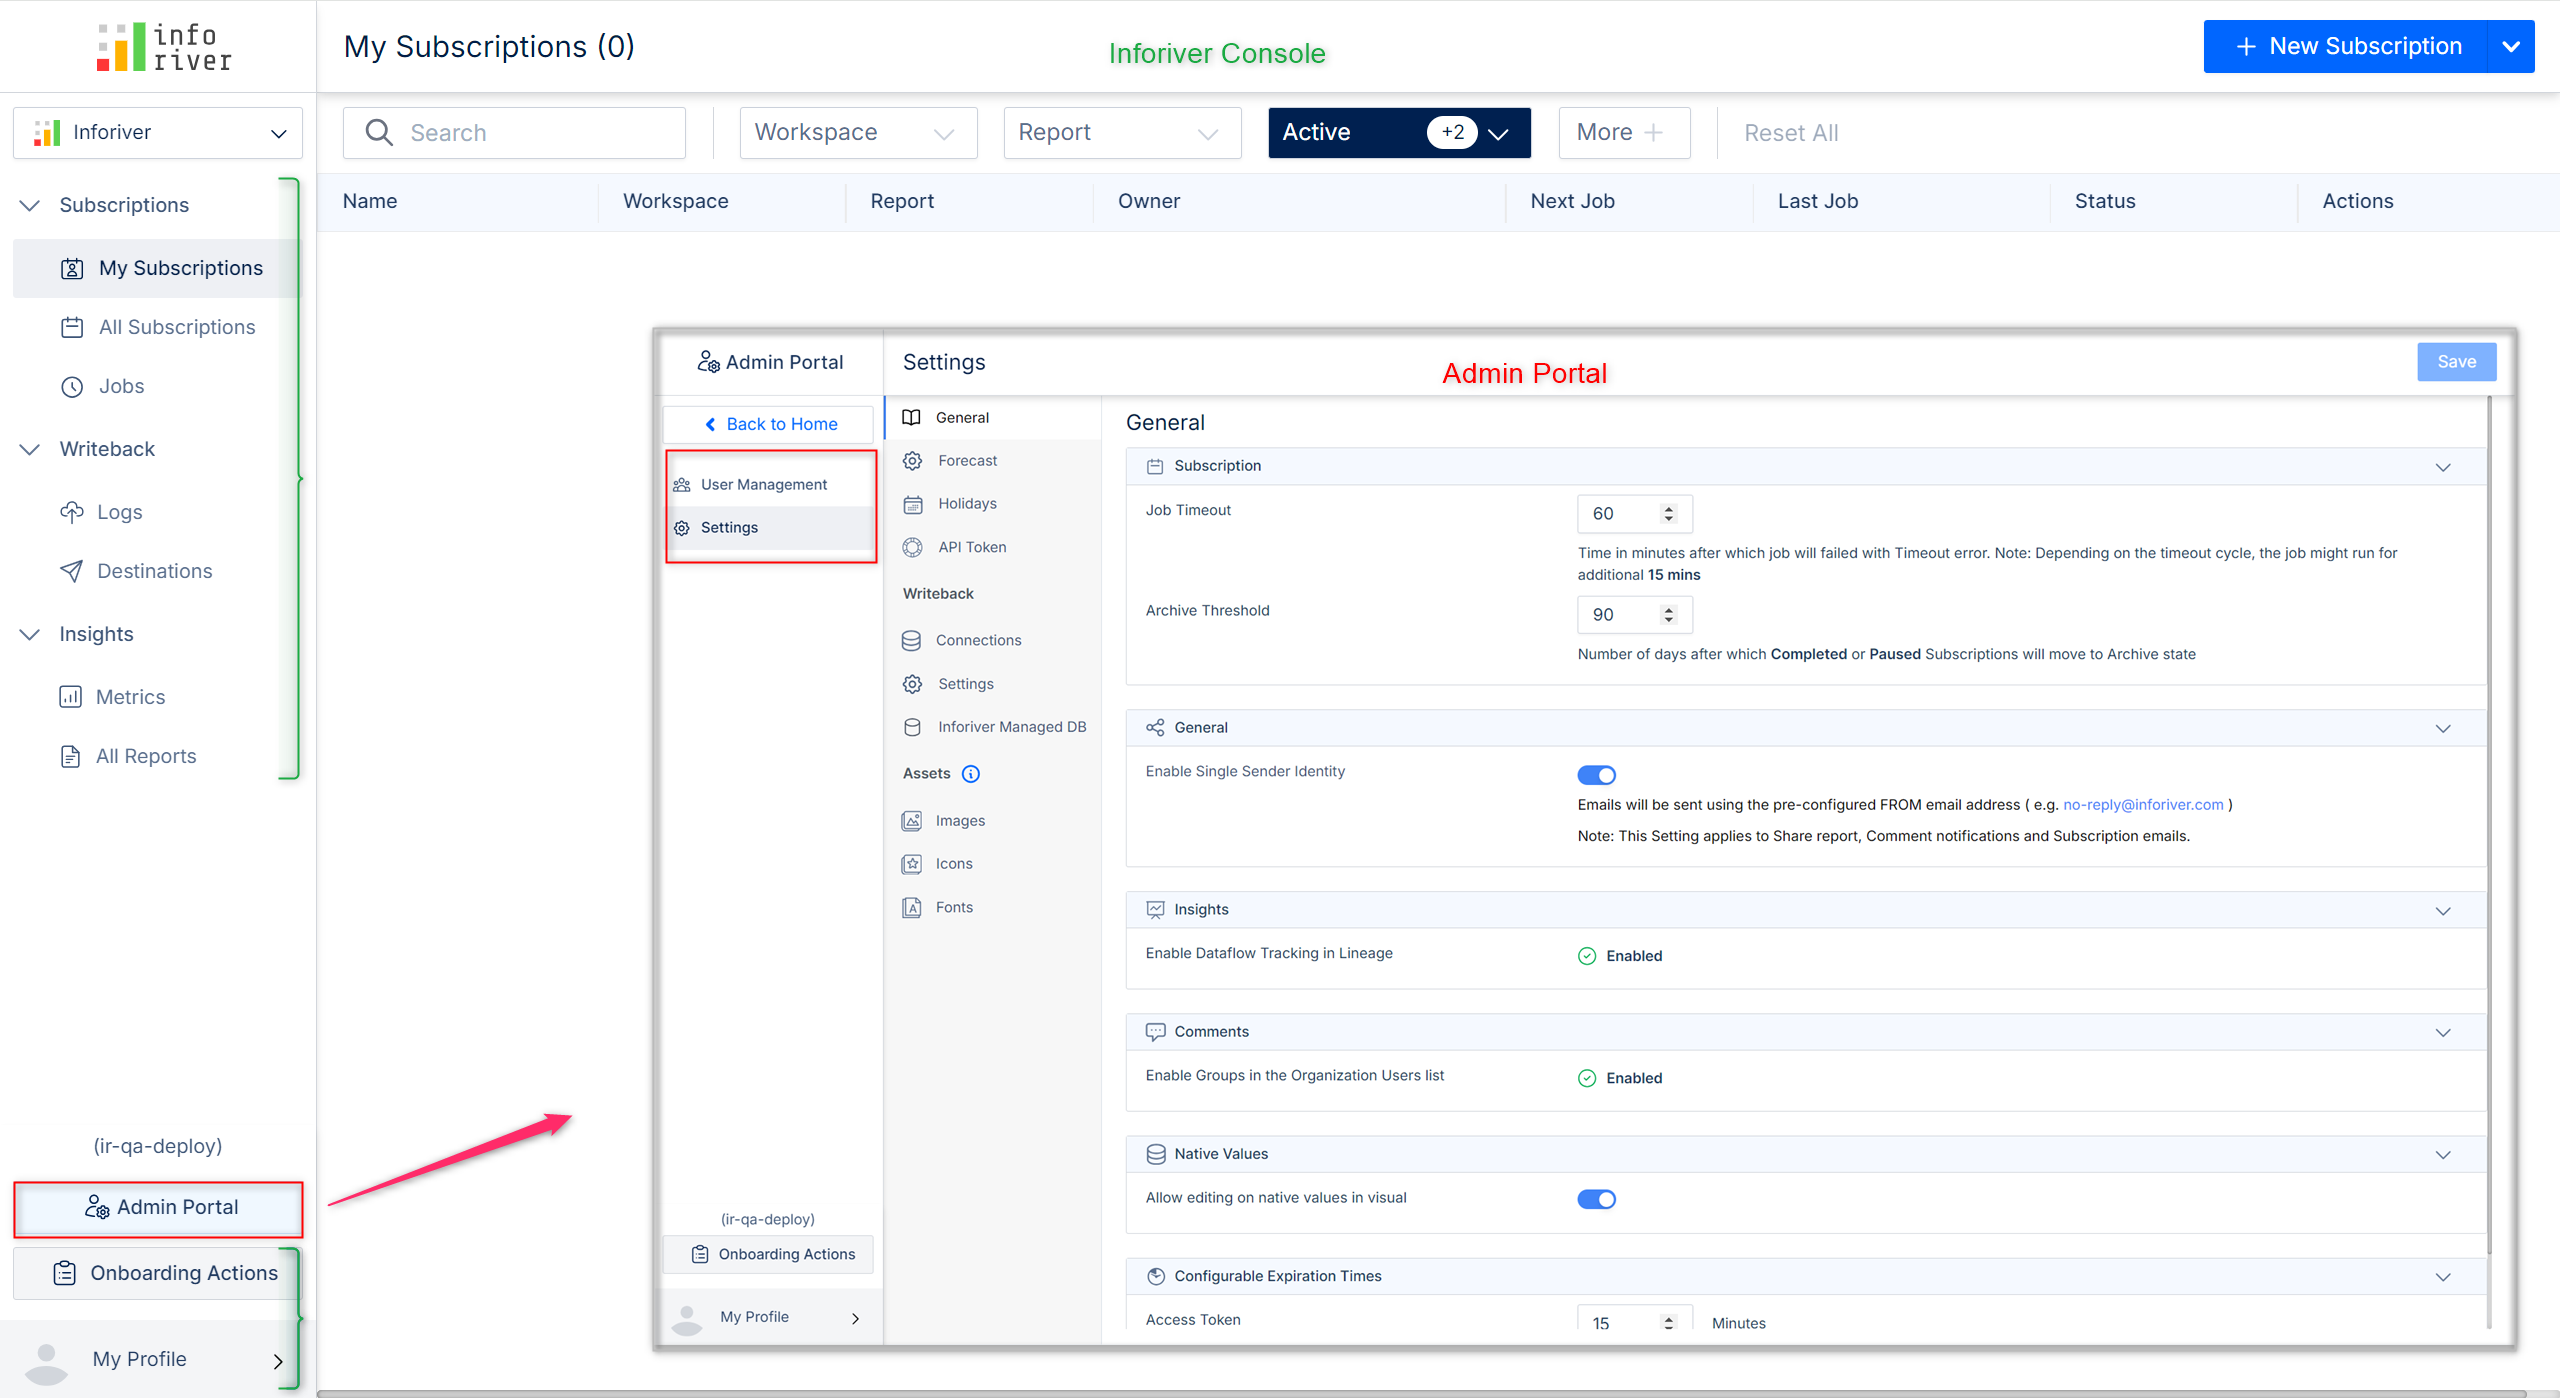 info
river
My Subscriptions (0)
Inforiver Console
New Subscription
Inforiver
Search
Workspace
Report
Active
+2
More
Reset All
Name
Workspace
Report
Owner
Next Job
Last Job
Status
Actions
Subscriptions
My Subscriptions
All Subscriptions
Jobs
Writeback
Logs
Destinations
Insights
Metrics
All Reports
(ir-qa-deploy)
Admin Portal
Onboarding Actions
My Profile
Admin Portal
Settings
Admin Portal
Save
Back to Home
User Management
Settings
(ir-qa-deploy)
Onboarding Actions
My Profile
General
Forecast
Holidays
API Token
Writeback
Connections
Settings
Inforiver Managed DB
Assets
Images
Icons
Fonts
General
Subscription
Job Timeout
60
Time in minutes after which job will failed with Timeout error. Note: Depending on the timeout cycle, the job might run for
additional 15 mins
Archive Threshold
90
Number of days after which Completed or Paused Subscriptions will move to Archive state
General
Enable Single Sender Identity
Emails will be sent using the pre-configured FROM email address ( e.g. no-reply@inforiver.com )
Note: This Setting applies to Share report, Comment notifications and Subscription emails.
Insights
Enable Dataflow Tracking in Lineage
Enabled
Comments
Enable Groups in the Organization Users list
Enabled
Native Values
Allow editing on native values in visual
Configurable Expiration Times
Access Token
15
Minutes